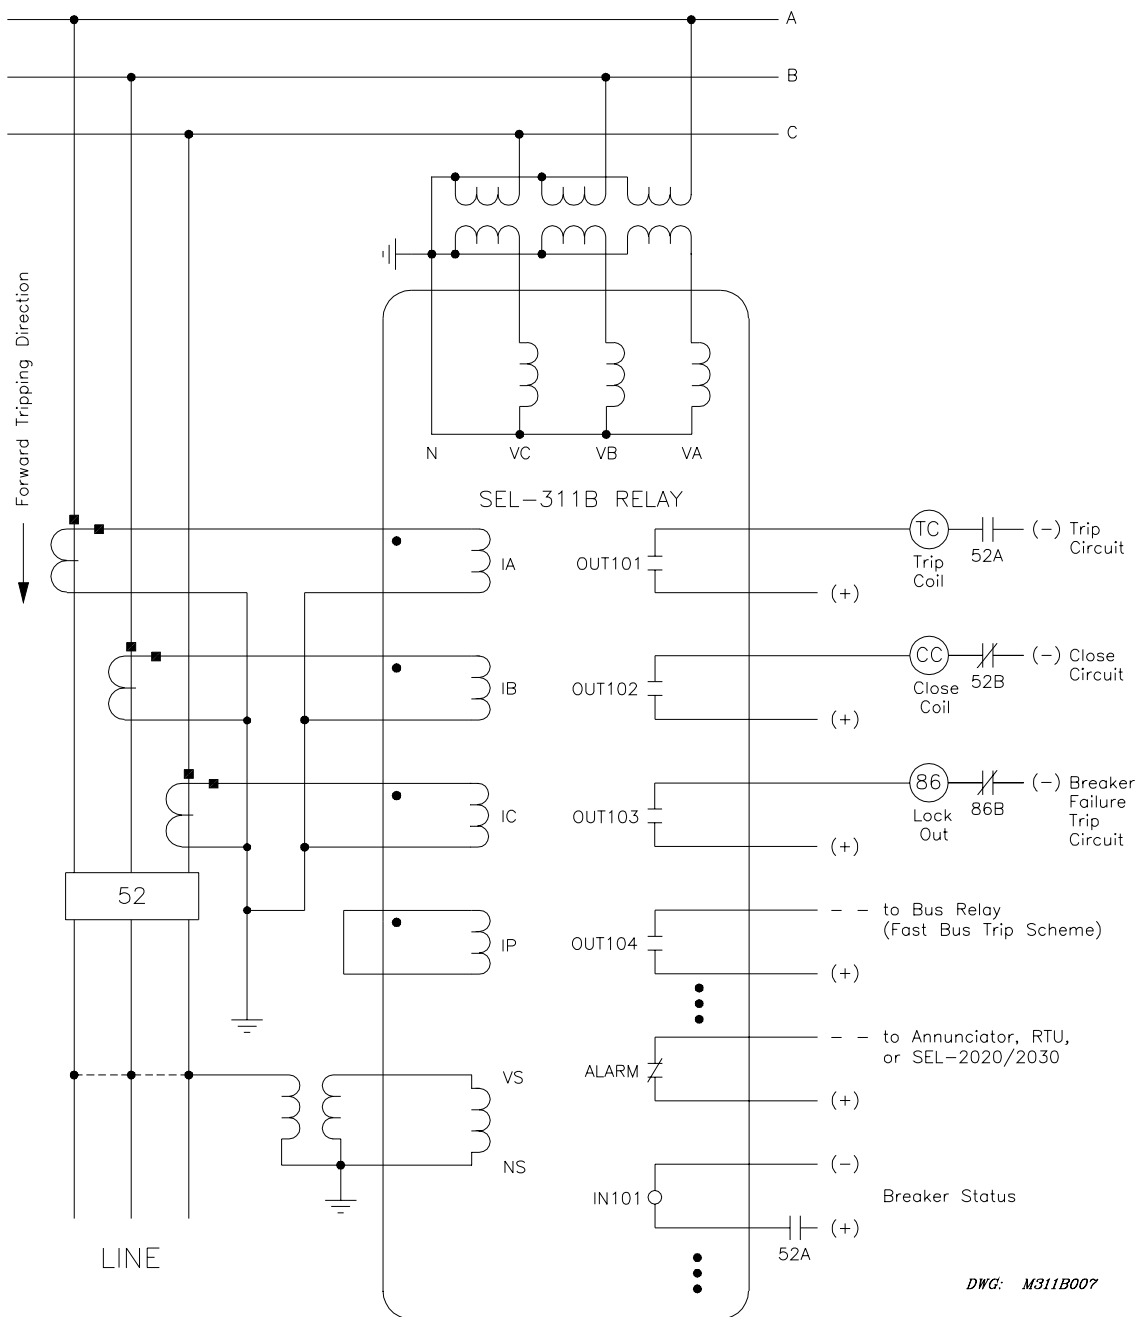 A
B
C
Forward Tripping Direction
N VC VB VA
SEL-311B RELAY
IA
OUT101
TC
Trip
Coil
52A
(-) Trip
Circuit
(+)
IB
OUT102
CC
Close
Coil
52B
(-) Close
Circuit
(+)
IC
OUT103
86
Lock
Out
86B
(-) Breaker
Failure
Trip
Circuit
(+)
52
IP
OUT104
to Bus Relay
(Fast Bus Trip Scheme)
(+)
ALARM
to Annunciator, RTU,
or SEL-2020/2030
(+)
VS
NS
IN101
(-)
Breaker Status
52A
(+)
LINE
DWG: M311B007